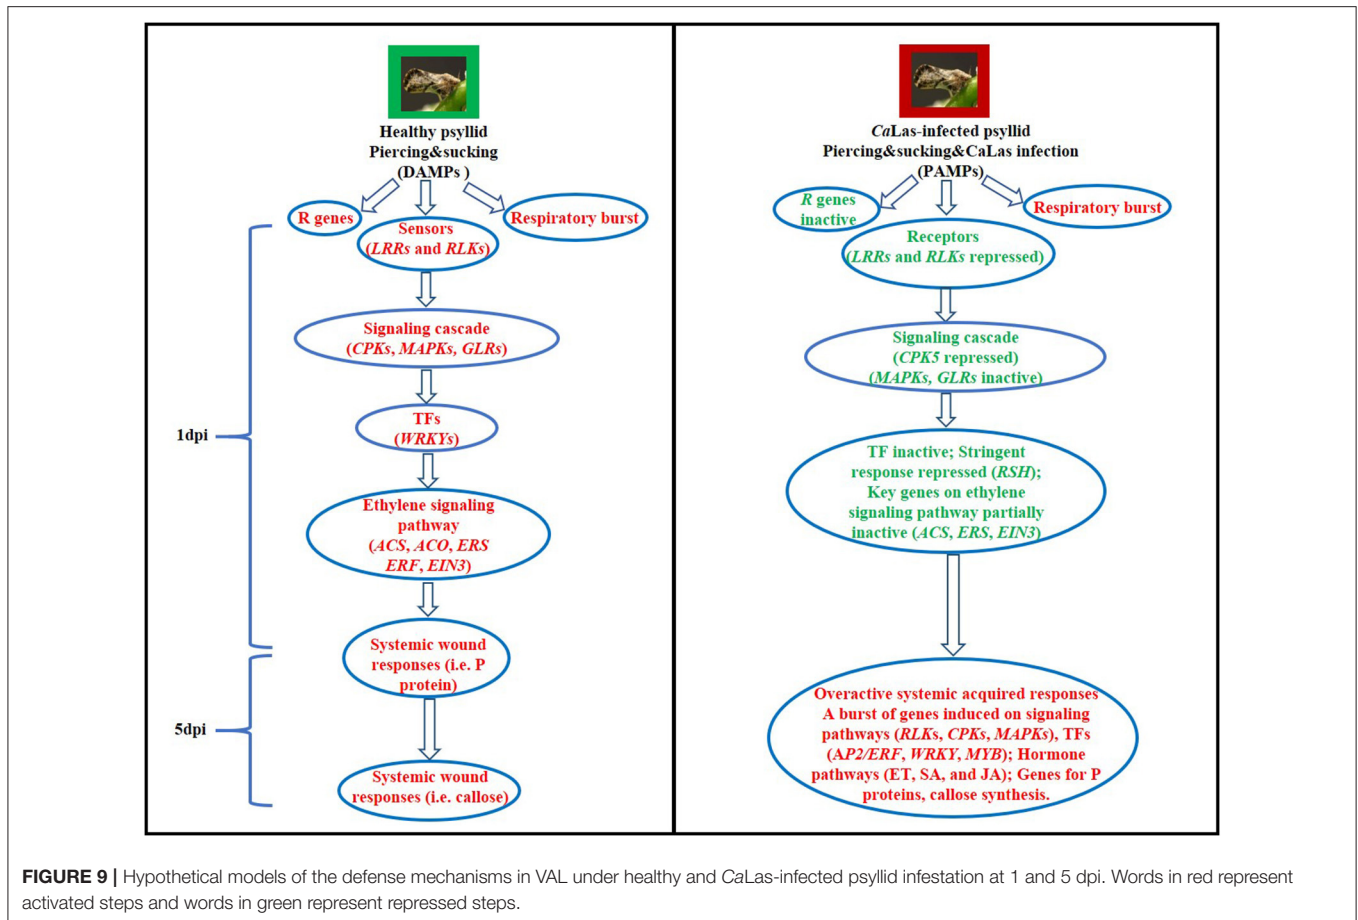 Healthy psyllid
Piercing&sucking
(DAMPs )
R genes
Respiratory burst
Sensors
(LRRs and RLKs)
Signaling cascade
(CPKs, MAPKs, GLRs)
TFs
(WRKYs)
1dpi
Ethylene signaling
pathway
(ACS, ACO, ERS
ERF, EIN3)
Systemic wound
responses (i.e. P
protein)
5dpi
Systemic wound
responses (i.e. callose)
CaLas-infected psyllid
Piercing&sucking&CaLas infection
(PAMPs)
R genes
inactive
Respiratory burst
Receptors
(LRRs and RLKs repressed)
Signaling cascade
(CPK5 repressed)
(MAPKs, GLRs inactive)
TF inactive; Stringent
response repressed (RSH);
Key genes on ethylene
signaling pathway partially
inactive (ACS, ERS, EIN3)
Overactive systemic acquired responses
A burst of genes induced on signaling
pathways (RLKs, CPKs, MAPKs), TFs
(AP2/ERF, WRKY, MYB); Hormone
pathways (ET, SA, and JA); Genes for P
proteins, callose synthesis.
FIGURE 9 | Hypothetical models of the defense mechanisms in VAL under healthy and CaLas-infected psyllid infestation at 1 and 5 dpi. Words in red represent
activated steps and words in green represent repressed steps.